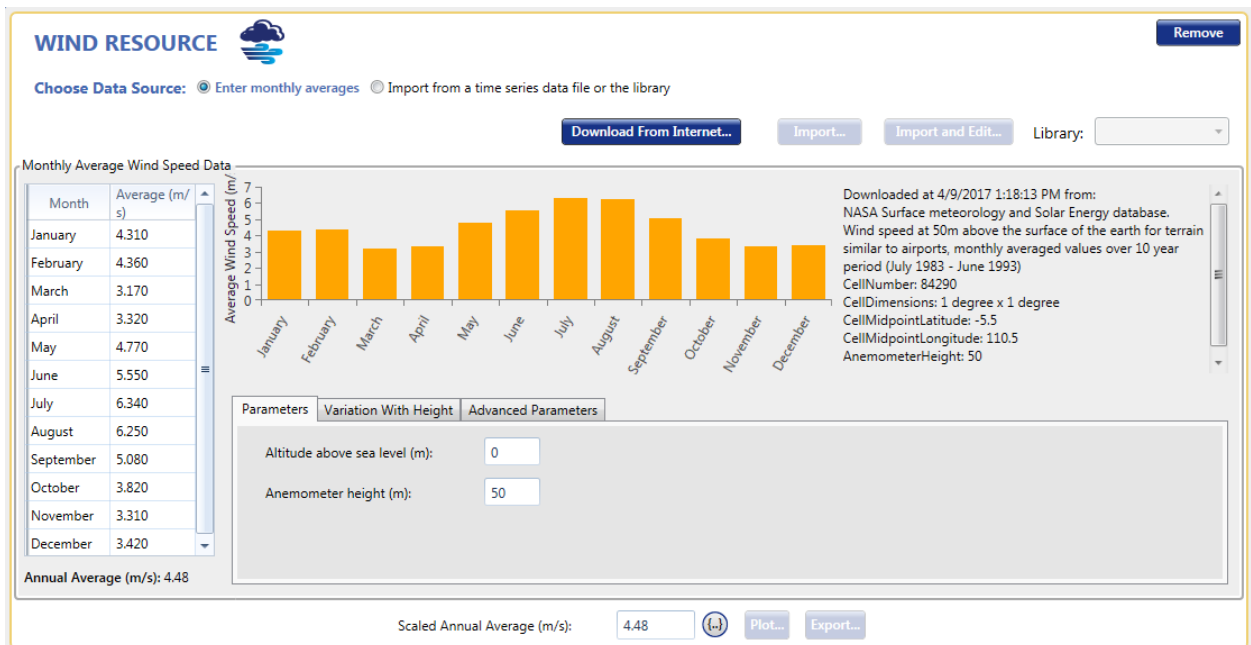 WIND RESOURCE
Remove
Choose Data Source: Enter monthly averages Import from a time series data file or the library
Download From Internet... Import... Import and Edit... Library:
Monthly Average Wind Speed Data
Month Average (m/s)
January 4.310
February 4.360
March 3.170
April 3.320
May 4.770
June 5.550
July 6.340
August 6.250
September 5.080
October 3.820
November 3.310
December 3.420
Annual Average (m/s): 4.48
Average Wind Speed (m/
7
6
5
4
3
2
1
0
January February March April May June July August September October November December
Downloaded at 4/9/2017 1:18:13 PM from:
NASA Surface meteorology and Solar Energy database.
Wind speed at 50m above the surface of the earth for terrain
similar to airports, monthly averaged values over 10 year
period (July 1983 - June 1993)
CellNumber: 84290
CellDimensions: 1 degree x 1 degree
CellMidpointLatitude: -5.5
CellMidpointLongitude: 110.5
AnemometerHeight: 50
Parameters Variation With Height Advanced Parameters
Altitude above sea level (m): 0
Anemometer height (m): 50
Scaled Annual Average (m/s): 4.48 {..} Plot... Export...